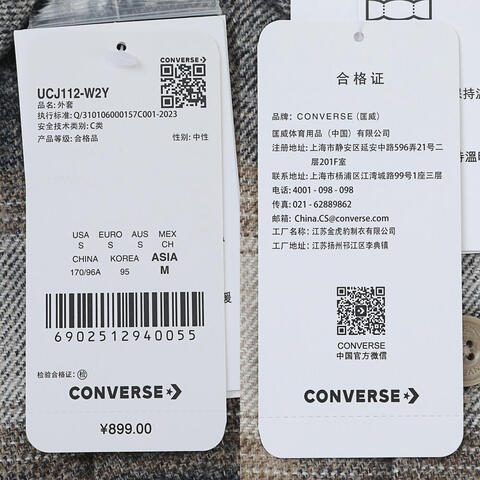 CONVERSE
UCJ112-W2Y
品名: 外套
执行标准: Q/310106000157C001-2023
安全技术类别: C类
产品等级: 合格品 性别: 中性
USA EURO AUS MEX
S S S CH
CHINA KOREA ASIA
170/96A 95 M
6902512940055
检验合格证: 检
CONVERSE
¥899.00
合格证
品牌: CONVERSE (匡威)
匡威体育用品 (中国) 有限公司
注册地址: 上海市静安区延安中路596弄21号二
层201F室
联系地址: 上海市杨浦区江湾城路99号1座三层
电话: 4001 - 098 - 098
传真: 021 - 62889862
邮箱: China.CS@converse.com
工厂名称: 江苏金虎豹制衣有限公司
工厂地址: 江苏扬州邗江区李典镇
CONVERSE
中国官方微信
CONVERSE
保持温
持溫暖
暖